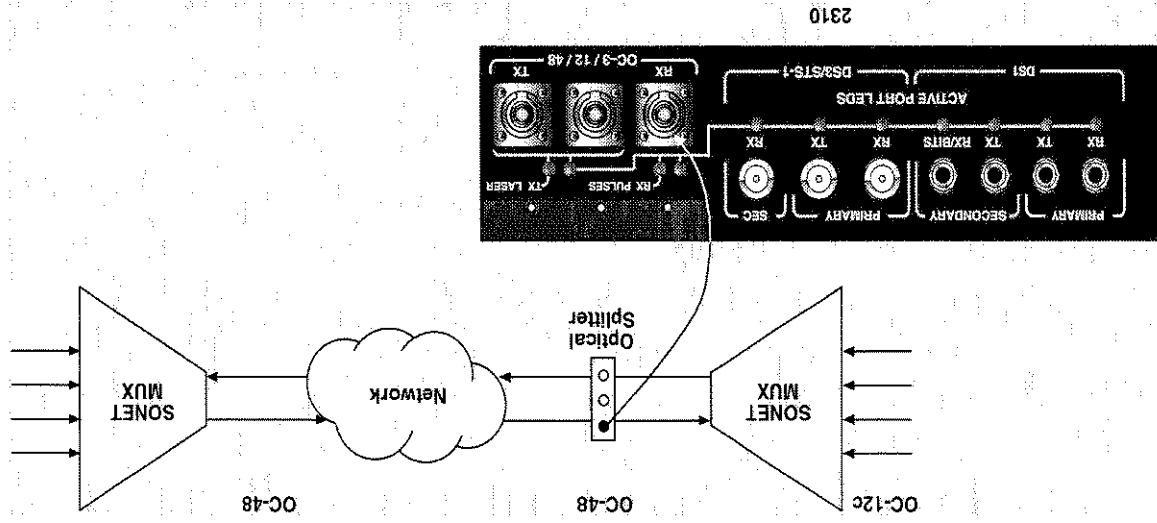 OC-12c
OC-48
OC-48
SONET
MUX
Network
SONET
MUX
Optical
Splitter
PRIMARY
SECONDARY
PRIMARY
SEC
RX PULSES
TX LASER
RX TX TX RX/BITS RX TX RX
ACTIVE PORT LEDS
DS1
DS3/STS-1
RX
TX
OC-3/12/48
2310